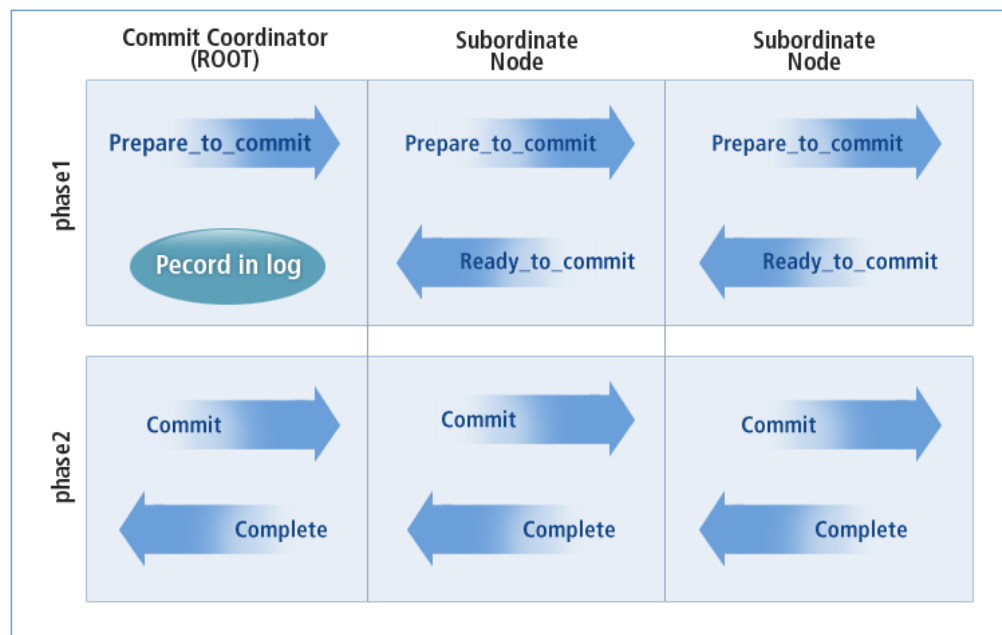 Commit Coordinator
(ROOT)
Subordinate
Node
Subordinate
Node
phase1
Prepare_to_commit
Prepare_to_commit
Prepare_to_commit
Pecord in log
Ready_to_commit
Ready_to_commit
phase2
Commit
Commit
Commit
Complete
Complete
Complete